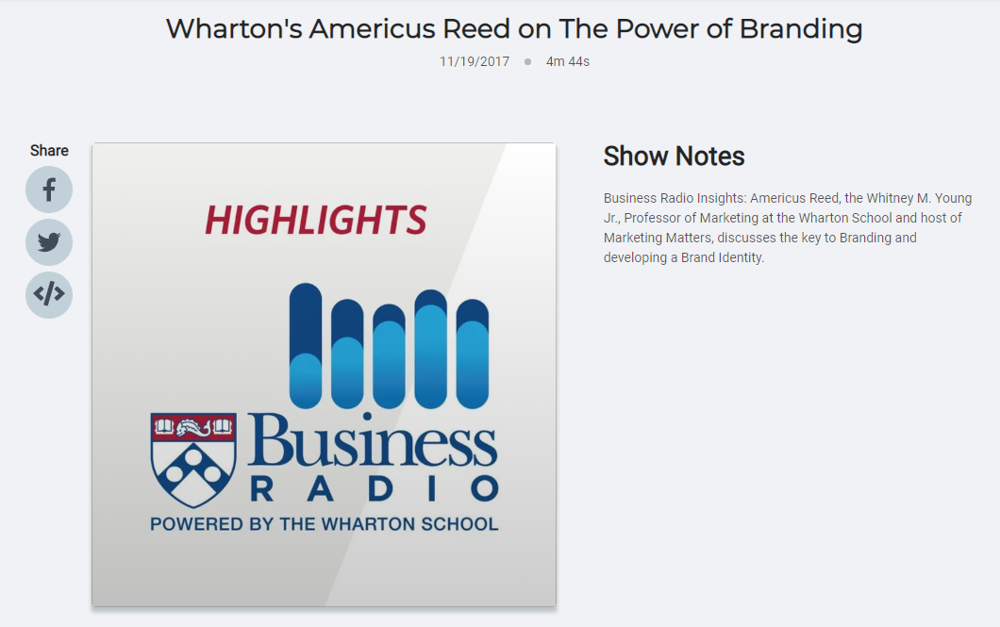 Wharton's Americus Reed on The Power of Branding
11/19/2017 4m 44s
Share
HIGHLIGHTS
Business
RADIO
POWERED BY THE WHARTON SCHOOL
Show Notes
Business Radio Insights: Americus Reed, the Whitney M. Young
Jr., Professor of Marketing at the Wharton School and host of
Marketing Matters, discusses the key to Branding and
developing a Brand Identity.